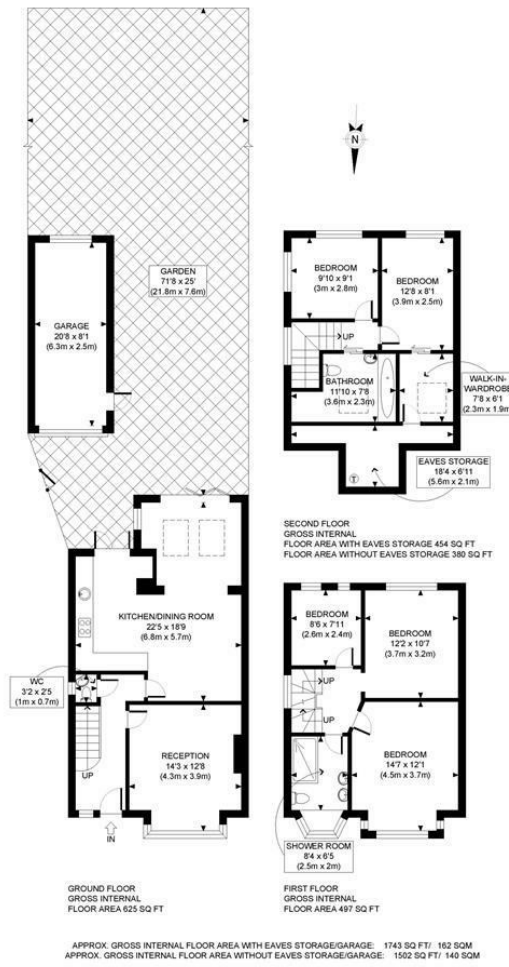 N
GARDEN
71'8 x 25'
(21.8m x 7.6m)
GARAGE
20'8 x 8'1
(6.3m x 2.5m)
BEDROOM
9'10 x 9'1
(3m x 2.8m)
BEDROOM
12'8 x 8'1
(3.9m x 2.5m)
UP
BATHROOM
11'10 x 7'8
(3.6m x 2.3m)
WALK-IN-
WARDROBE
7'8 x 6'1
(2.3m x 1.9m)
EAVES STORAGE
18'4 x 6'11
(5.6m x 2.1m)
T
SECOND FLOOR
GROSS INTERNAL
FLOOR AREA WITH EAVES STORAGE 454 SQ FT
FLOOR AREA WITHOUT EAVES STORAGE 380 SQ FT
KITCHEN/DINING ROOM
22'5 x 18'9
(6.8m x 5.7m)
WC
3'2 x 2'5
(1m x 0.7m)
RECEPTION
14'3 x 12'8
(4.3m x 3.9m)
UP
IN
GROUND FLOOR
GROSS INTERNAL
FLOOR AREA 625 SQ FT
BEDROOM
8'6 x 7'11
(2.6m x 2.4m)
BEDROOM
12'2 x 10'7
(3.7m x 3.2m)
UP
UP
BEDROOM
14'7 x 12'1
(4.5m x 3.7m)
SHOWER ROOM
8'4 x 6'5
(2.5m x 2m)
FIRST FLOOR
GROSS INTERNAL
FLOOR AREA 497 SQ FT
APPROX. GROSS INTERNAL FLOOR AREA WITH EAVES STORAGE/GARAGE: 1743 SQ FT/ 162 SQM
APPROX. GROSS INTERNAL FLOOR AREA WITHOUT EAVES STORAGE/GARAGE: 1502 SQ FT/ 140 SQM